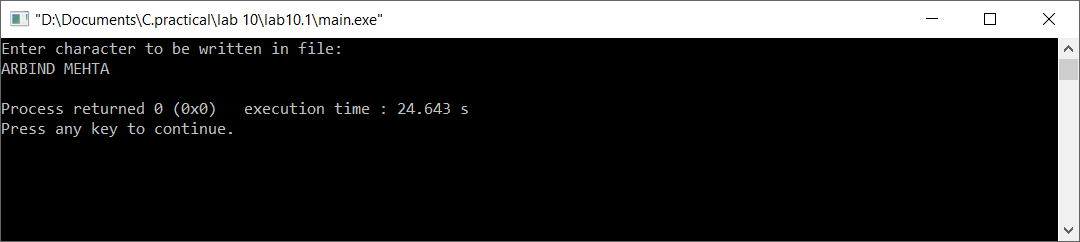 "D:\Documents\C.practical\lab 10\lab10.1\main.exe"
Enter character to be written in file:
ARBIND MEHTA
Process returned 0 (0x0)   execution time : 24.643 s
Press any key to continue.